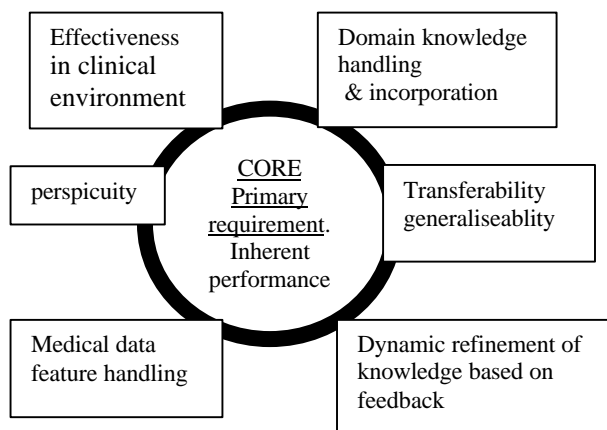 Effectiveness
in clinical
environment
Domain knowledge
handling
& incorporation
perspicuity
CORE
Primary
requirement.
Inherent
performance
Transferability
generaliseablity
Medical data
feature handling
Dynamic refinement of
knowledge based on
feedback